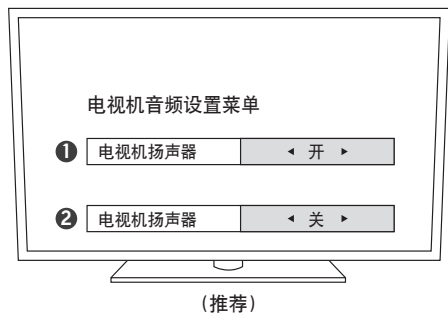 电视机音频设置菜单
❶ 电视机扬声器 ◂ 开 ▸
❷ 电视机扬声器 ◂ 关 ▸
(推荐)